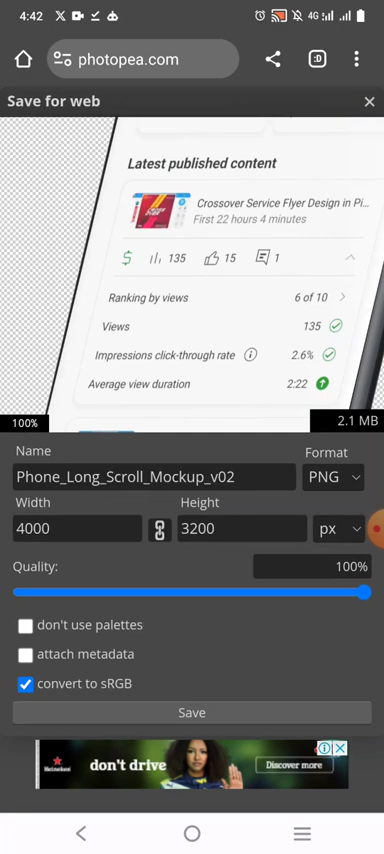 4:42
4G
photopea.com
:D
Save for web
Latest published content
Crossover Service Flyer Design in Pi...
First 22 hours 4 minutes
135 15 1
Ranking by views 6 of 10
Views 135
Impressions click-through rate 2.6%
Average view duration 2:22
100% 2.1 MB
Name Format
Phone_Long_Scroll_Mockup_v02 PNG
Width Height
4000 3200 px
Quality: 100%
don't use palettes
attach metadata
convert to sRGB
Save
Heineken don't drive Discover more